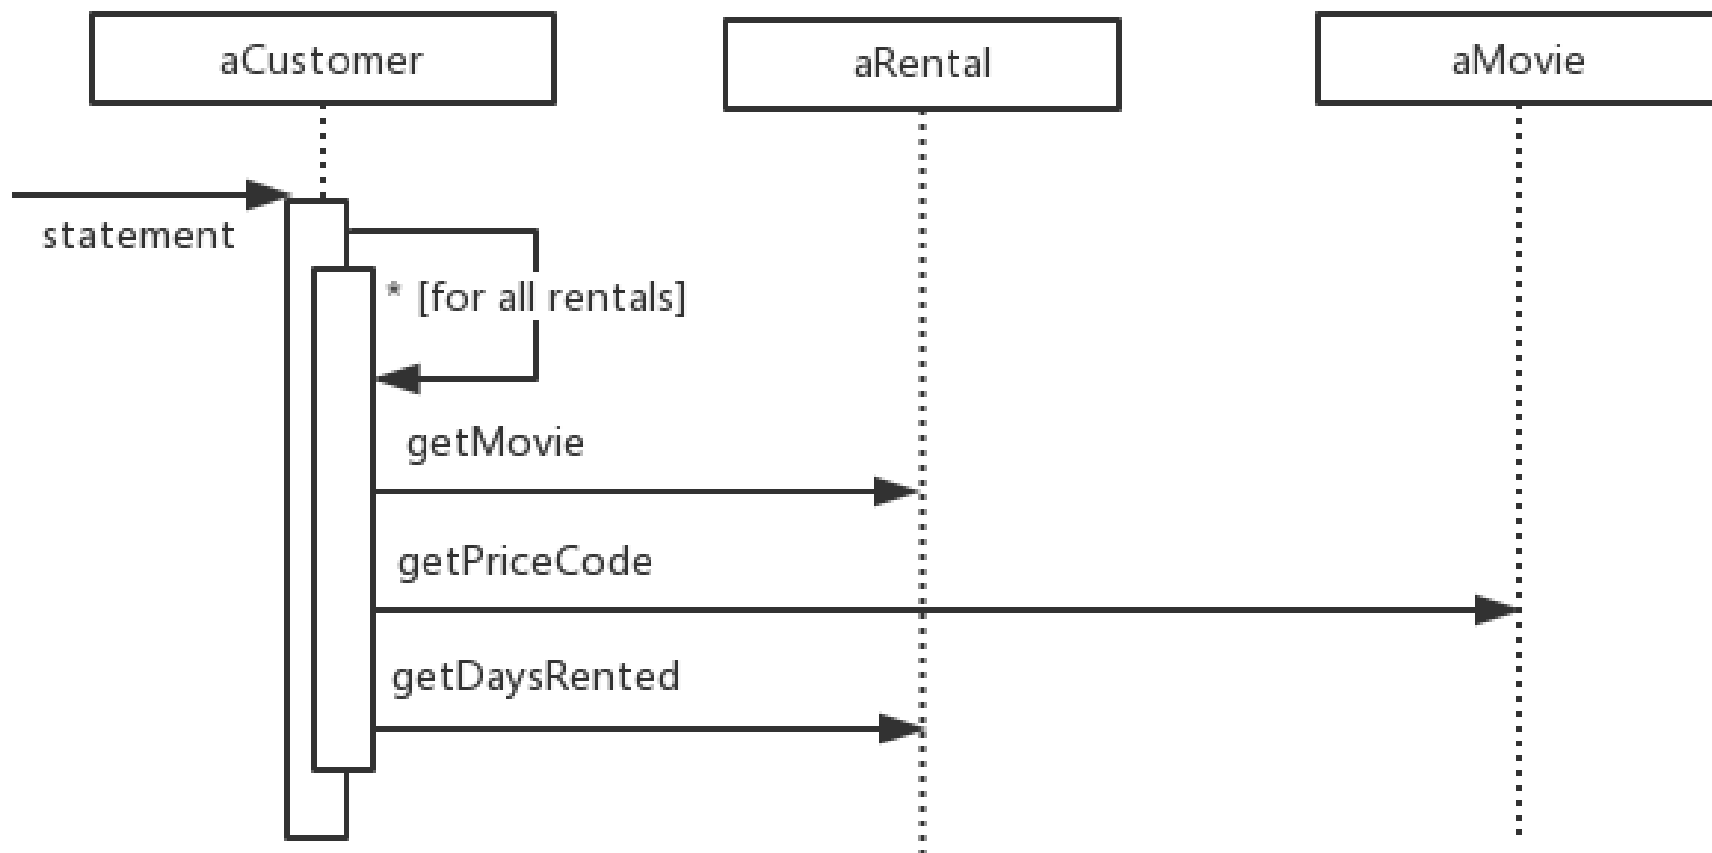 aCustomer
aRental
aMovie
statement
* [for all rentals]
getMovie
getPriceCode
getDaysRented